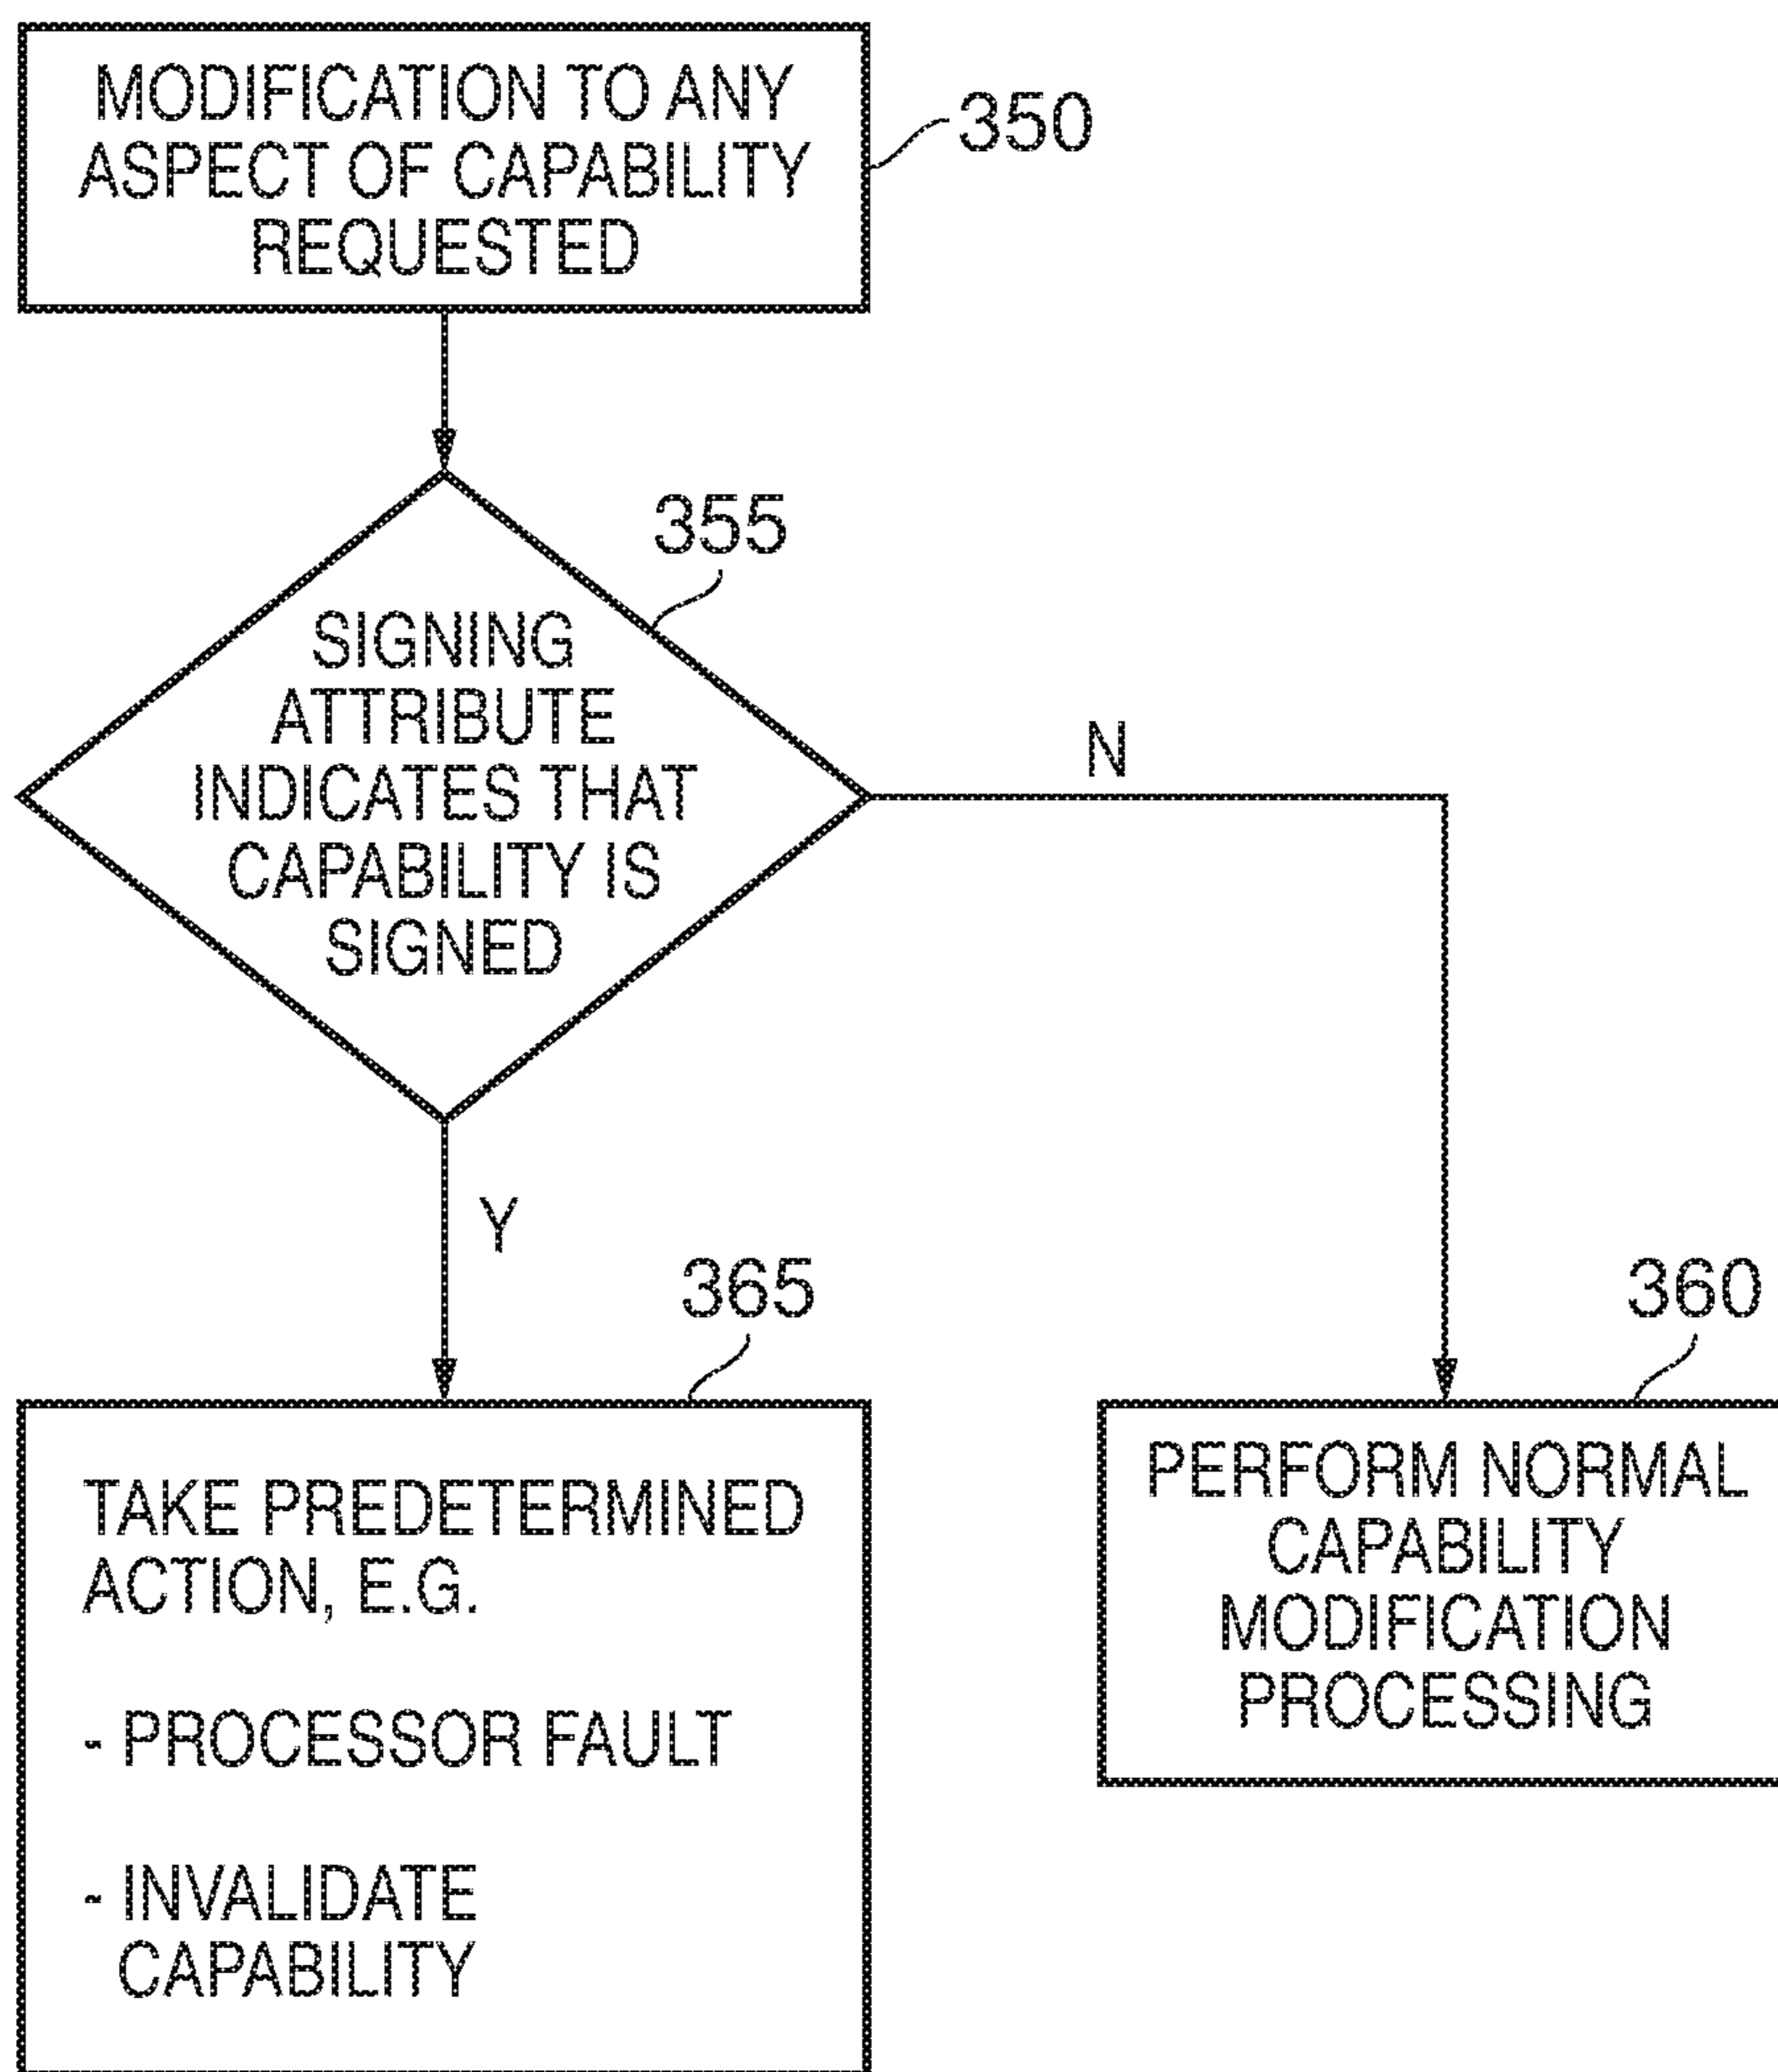 MODIFICATION TO ANY
ASPECT OF CAPABILITY
REQUESTED
350
355
SIGNING
ATTRIBUTE
INDICATES THAT
CAPABILITY IS
SIGNED
N
Y
365
360
TAKE PREDETERMINED
ACTION, E.G.
- PROCESSOR FAULT
- INVALIDATE
CAPABILITY
PERFORM NORMAL
CAPABILITY
MODIFICATION
PROCESSING